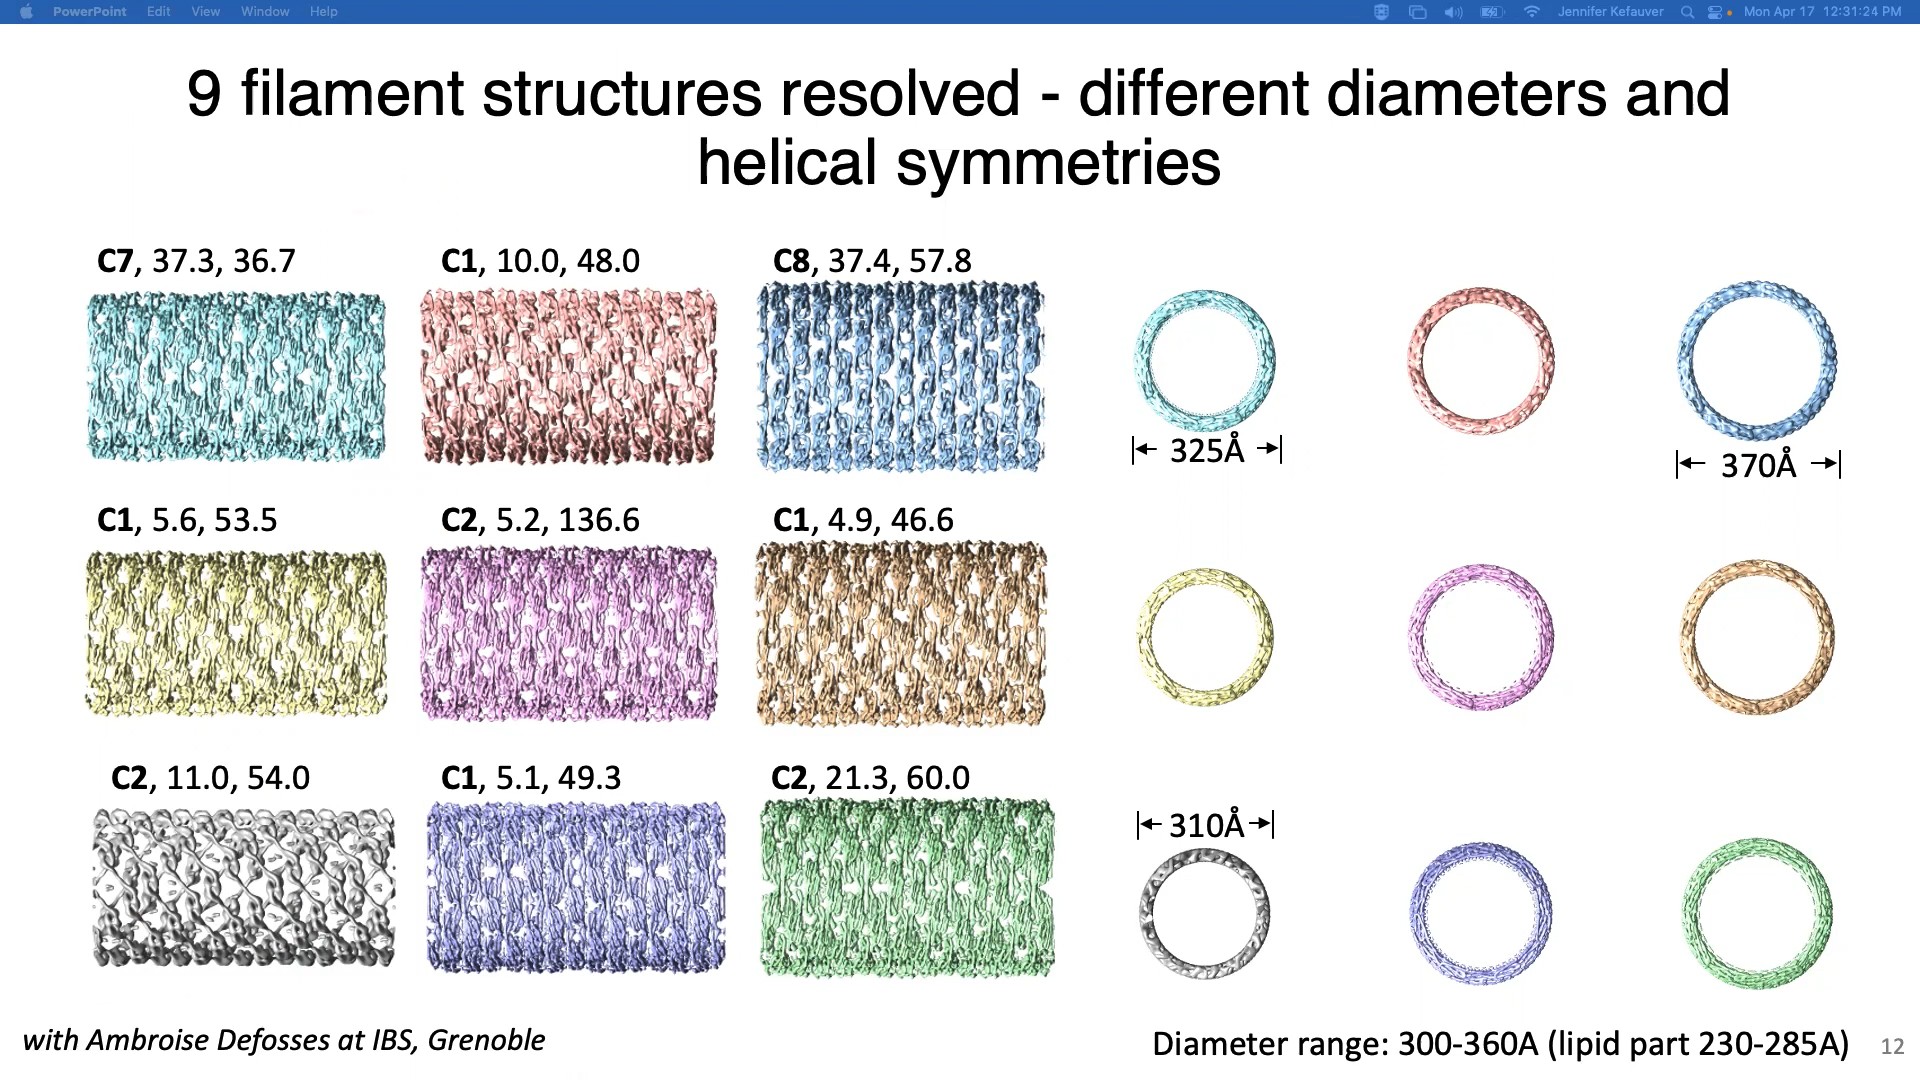 PowerPoint Edit View Window Help Jennifer Kefauver Mon Apr 17 12:31:24 PM
9 filament structures resolved - different diameters and
helical symmetries
C7, 37.3, 36.7
C1, 10.0, 48.0
C8, 37.4, 57.8
325Å
370Å
C1, 5.6, 53.5
C2, 5.2, 136.6
C1, 4.9, 46.6
C2, 11.0, 54.0
C1, 5.1, 49.3
C2, 21.3, 60.0
310Å
with Ambroise Defosses at IBS, Grenoble
Diameter range: 300-360A (lipid part 230-285A)
12